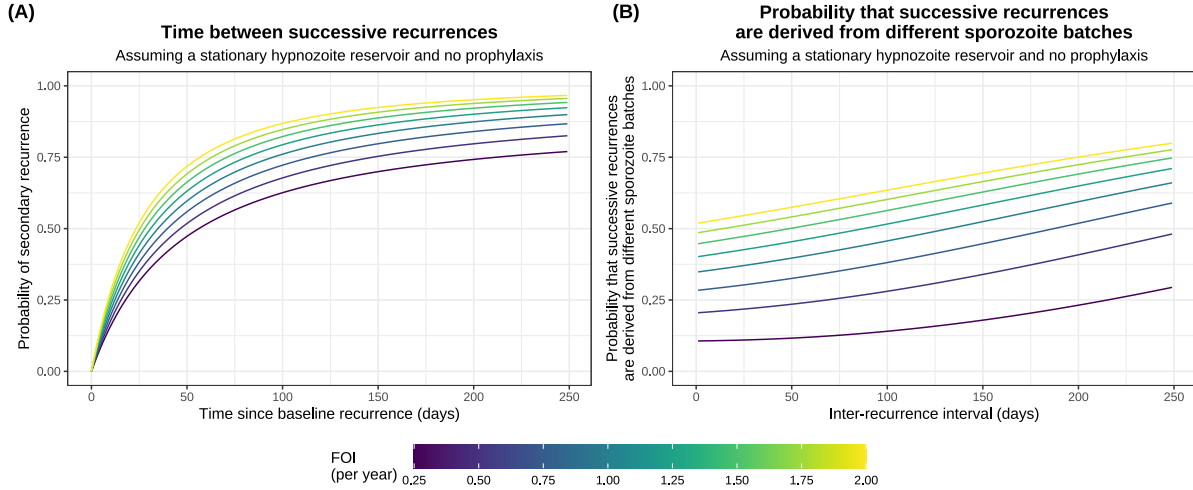 (A)
Time between successive recurrences
Assuming a stationary hypnozoite reservoir and no prophylaxis
Probability of secondary recurrence
1.00
0.75
0.50
0.25
0.00
0 50 100 150 200 250
Time since baseline recurrence (days)
(B)
Probability that successive recurrences
are derived from different sporozoite batches
Assuming a stationary hypnozoite reservoir and no prophylaxis
Probability that successive recurrences
are derived from different sporozoite batches
1.00
0.75
0.50
0.25
0.00
0 50 100 150 200 250
Inter-recurrence interval (days)
FOI
(per year)
0.25 0.50 0.75 1.00 1.25 1.50 1.75 2.00